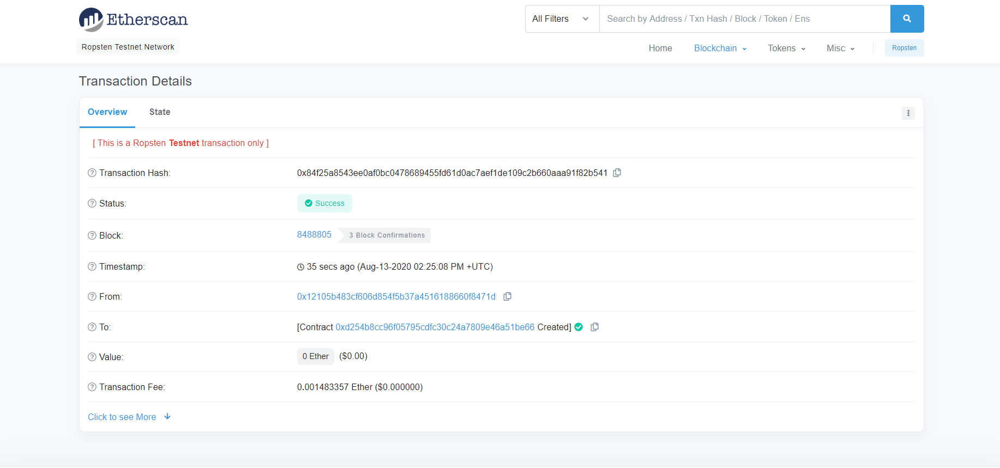 Etherscan
All Filters
Search by Address / Txn Hash / Block / Token / Ens
Ropsten Testnet Network
Home Blockchain Tokens Misc Ropsten
Transaction Details
Overview State
[ This is a Ropsten Testnet transaction only ]
Transaction Hash: 0x84f25a8543ee0af0bc0478689455fd61d0ac7aef1de109c2b660aaa91f82b541
Status: Success
Block: 8488805 3 Block Confirmations
Timestamp: 35 secs ago (Aug-13-2020 02:25:08 PM +UTC)
From: 0x12105b483cf606d854f5b37a4516188660f8471d
To: [Contract 0xd254b8cc96f05795cdfc30c24a7809e46a51be66 Created]
Value: 0 Ether ($0.00)
Transaction Fee: 0.001483357 Ether ($0.000000)
Click to see More